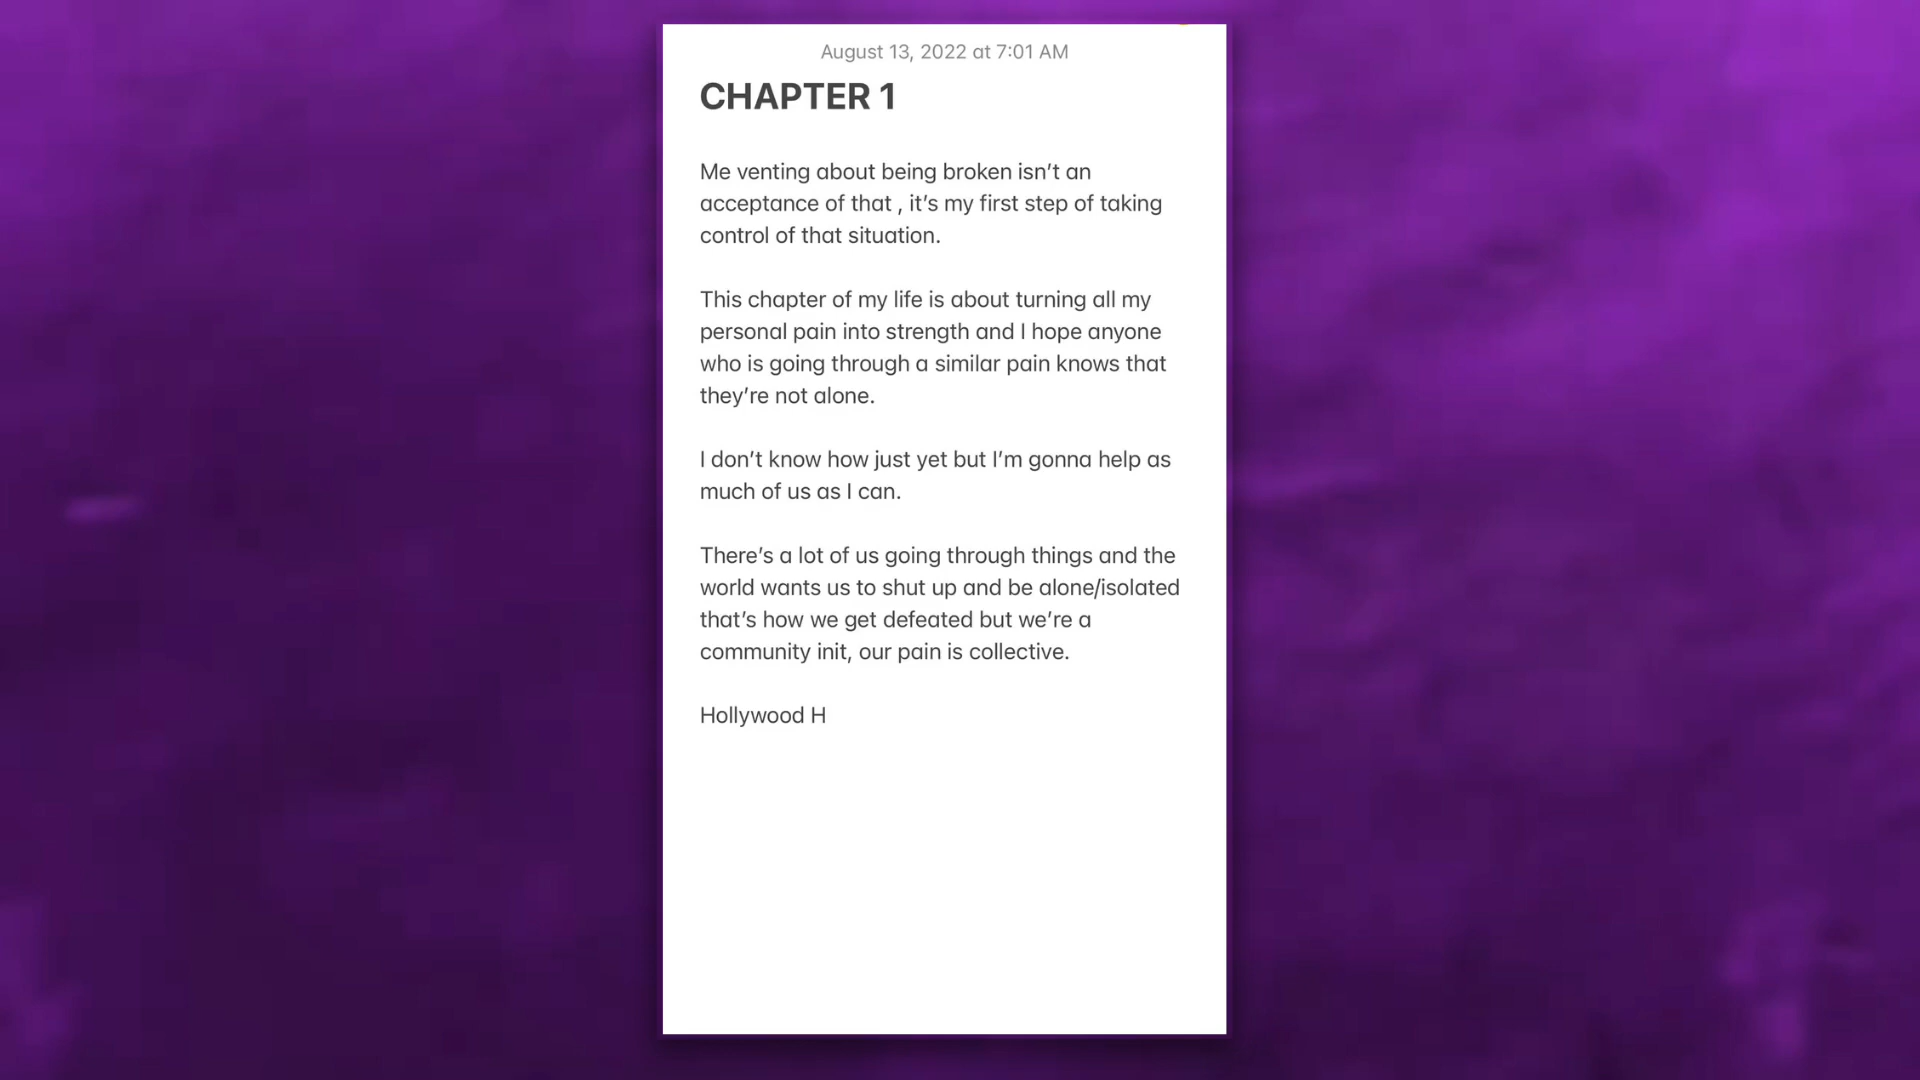 August 13, 2022 at 7:01 AM
CHAPTER 1
Me venting about being broken isn’t an
acceptance of that , it’s my first step of taking
control of that situation.
This chapter of my life is about turning all my
personal pain into strength and I hope anyone
who is going through a similar pain knows that
they’re not alone.
I don’t know how just yet but I’m gonna help as
much of us as I can.
There’s a lot of us going through things and the
world wants us to shut up and be alone/isolated
that’s how we get defeated but we’re a
community init, our pain is collective.
Hollywood H